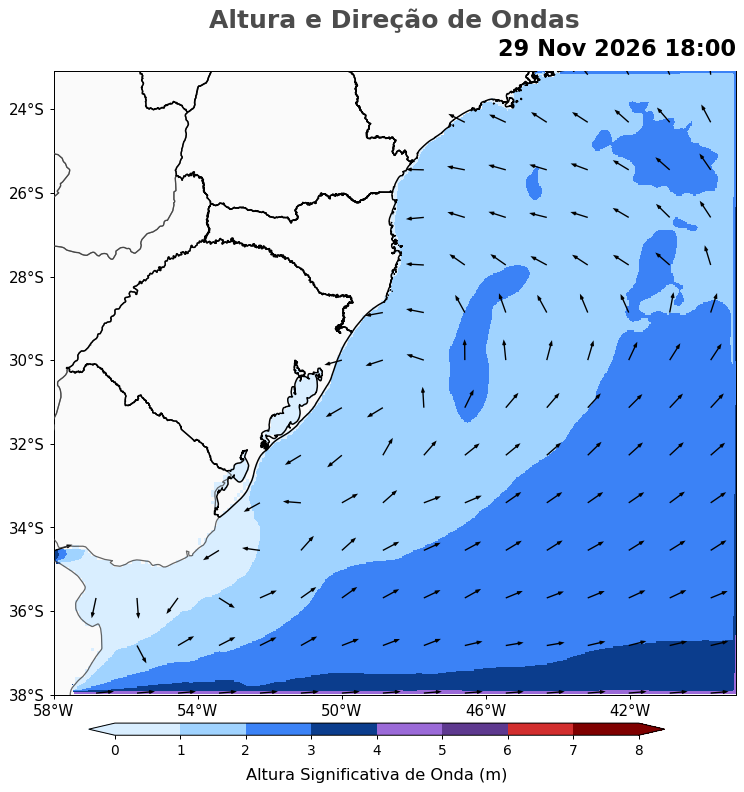 Altura e Direção de Ondas
29 Nov 2026 18:00
24°S
26°S
28°S
30°S
32°S
34°S
36°S
38°S
58°W 54°W 50°W 46°W 42°W
0 1 2 3 4 5 6 7 8
Altura Significativa de Onda (m)